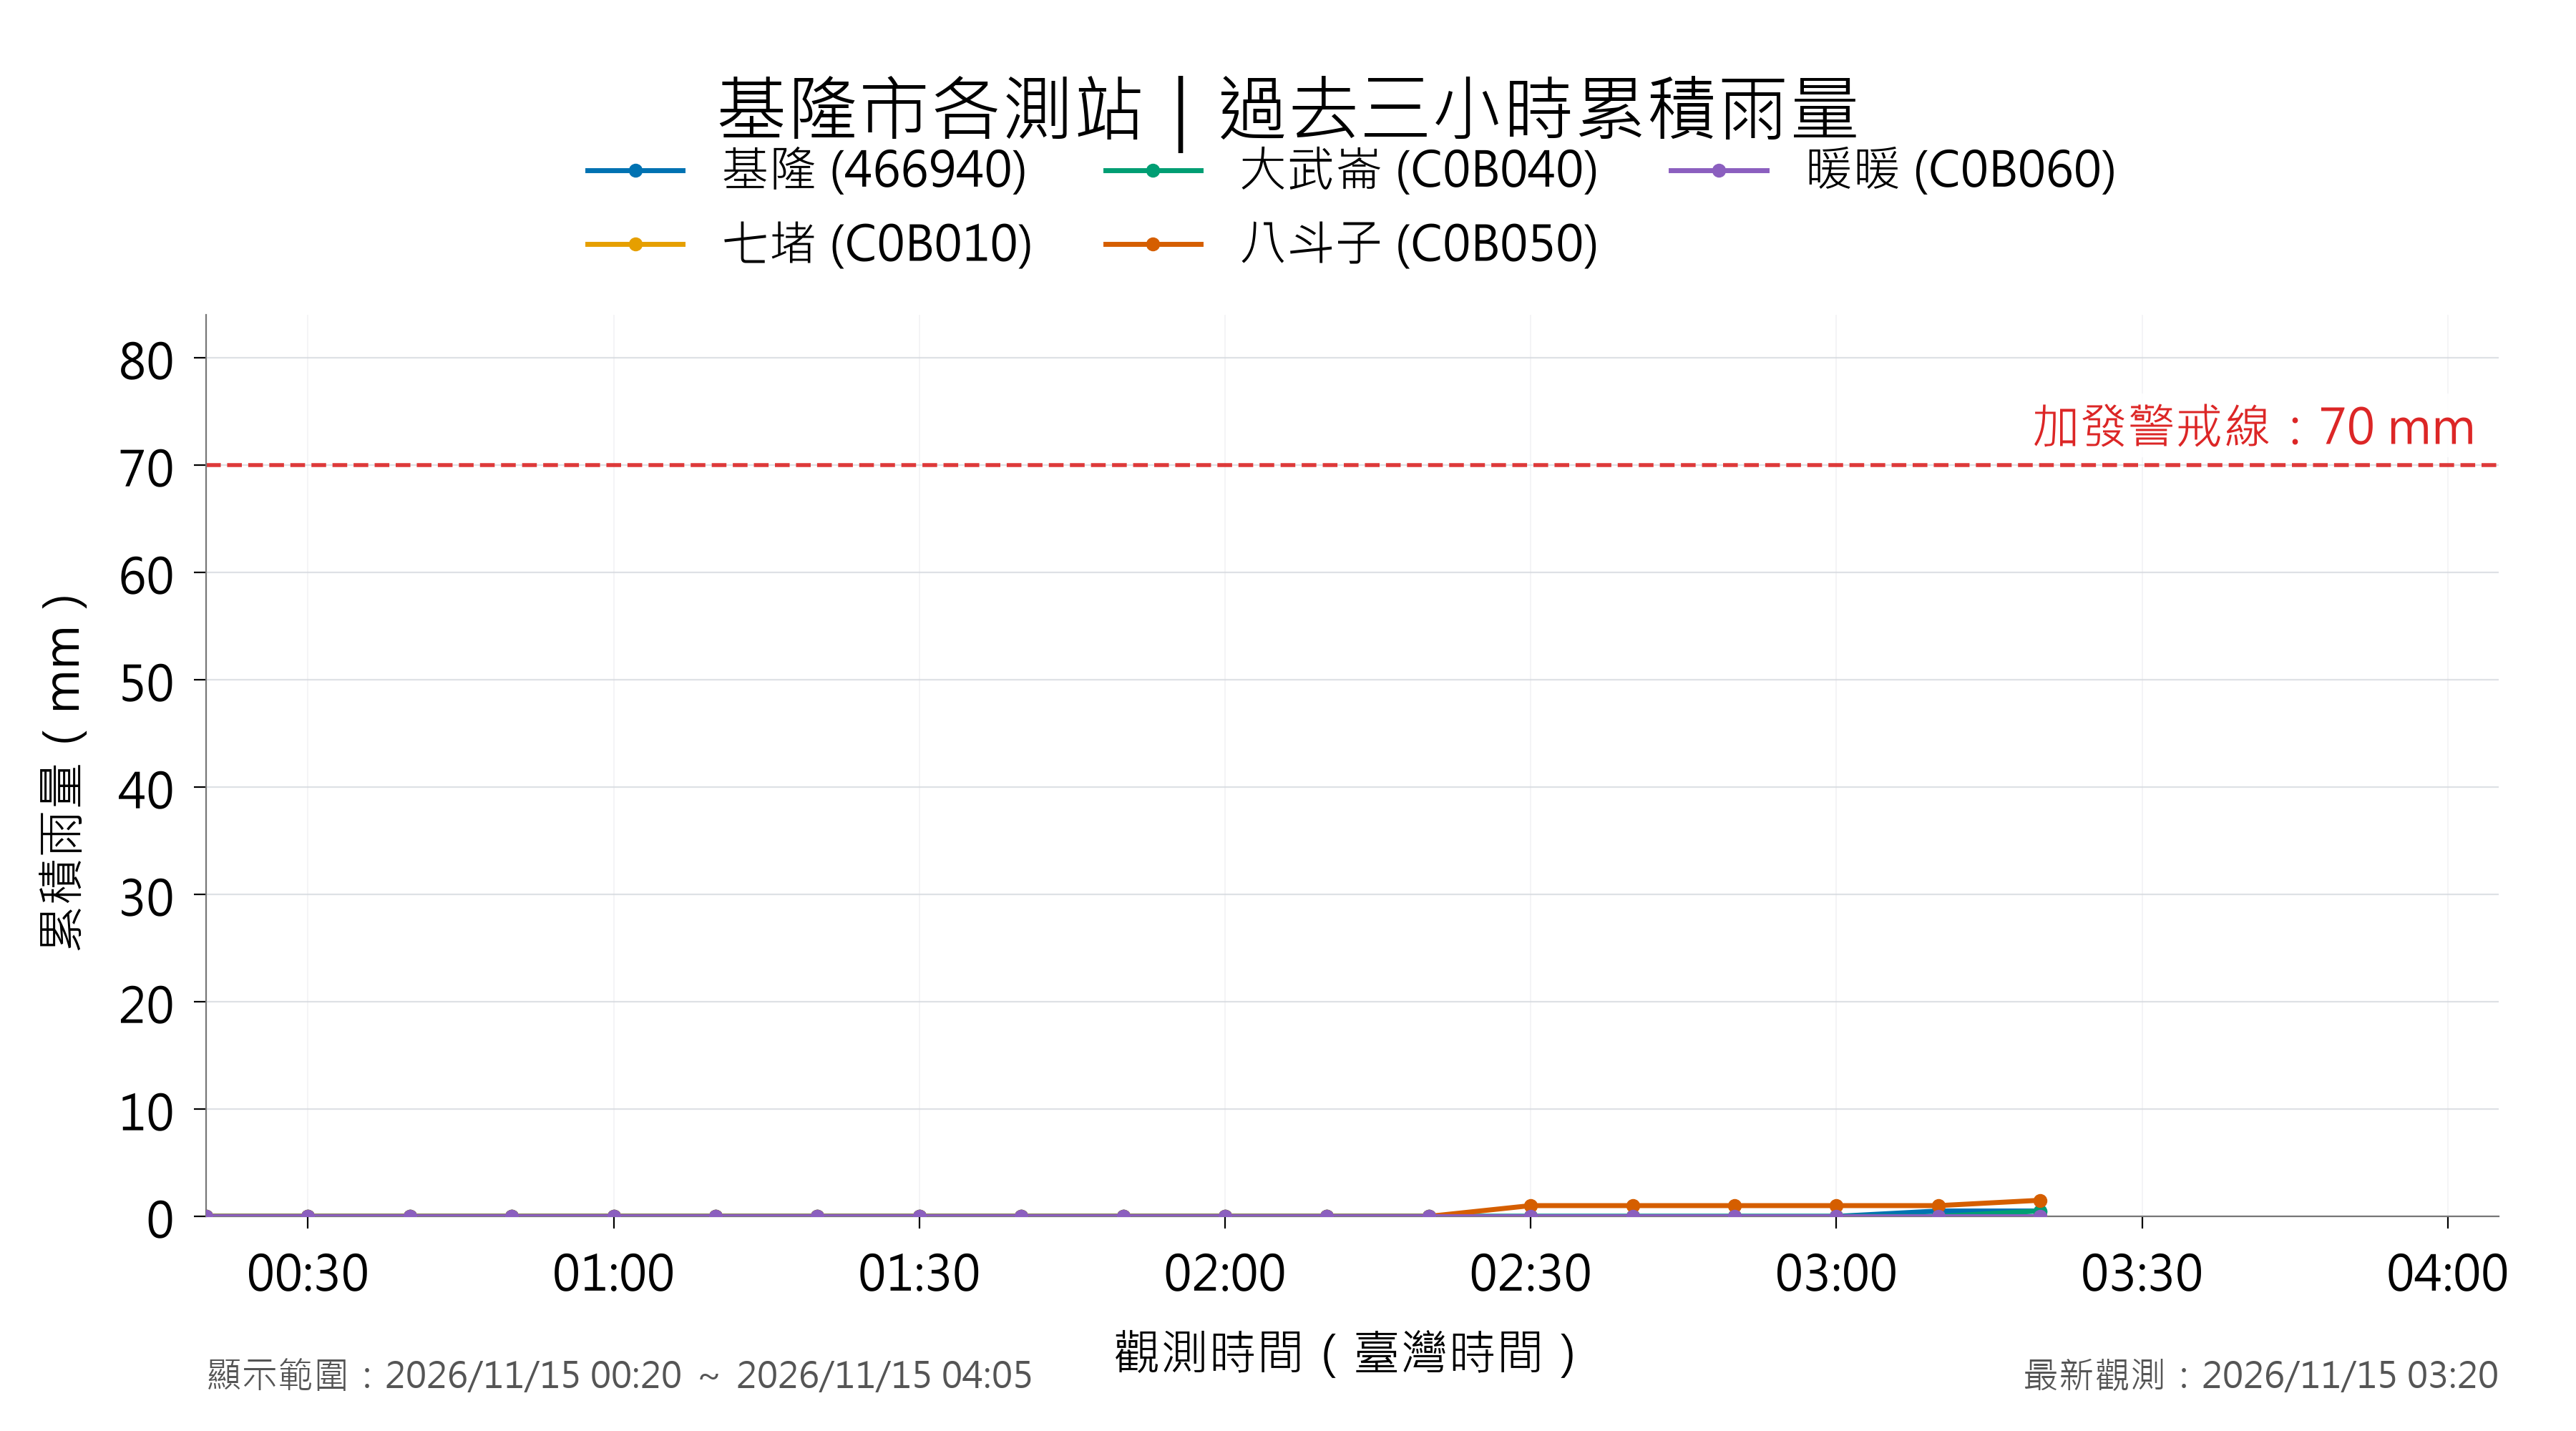 基隆市各測站｜過去三小時累積雨量
基隆 (466940)
大武崙 (C0B040)
暖暖 (C0B060)
七堵 (C0B010)
八斗子 (C0B050)
80
加發警戒線：70 mm
70
60
50
40
30
20
10
0
累積雨量（mm）
00:30
01:00
01:30
02:00
02:30
03:00
03:30
04:00
觀測時間（臺灣時間）
顯示範圍：2026/11/15 00:20 ~ 2026/11/15 04:05
最新觀測：2026/11/15 03:20